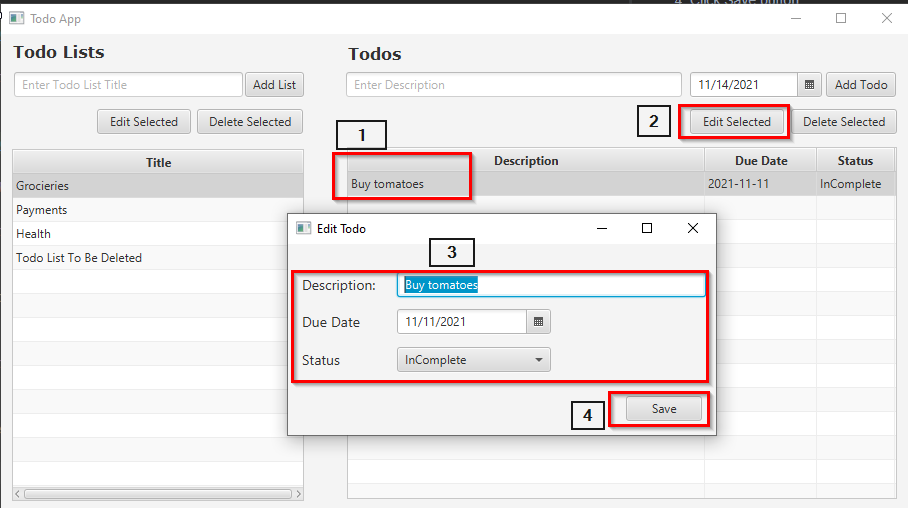 4. Click Save button
Todo App
Todo Lists
Todos
Enter Todo List Title
Add List
Enter Description
11/14/2021
Add Todo
Edit Selected
Delete Selected
2
Edit Selected
Delete Selected
1
Title
Description
Due Date
Status
Grocieries
Buy tomatoes
2021-11-11
InComplete
Payments
Health
Todo List To Be Deleted
Edit Todo
3
Description:
Buy tomatoes
Due Date
11/11/2021
Status
InComplete
4
Save